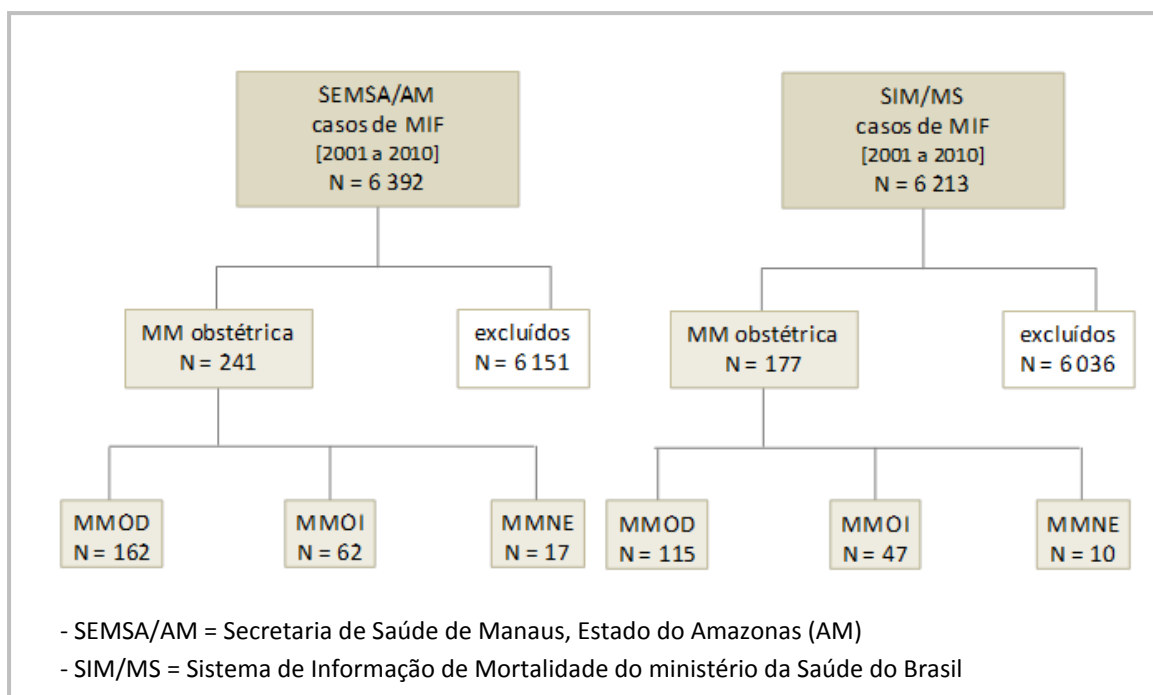 SEMSA/AM
casos de MIF
[2001 a 2010]
N = 6 392
SIM/MS
casos de MIF
[2001 a 2010]
N = 6 213
MM obstétrica
N = 241
excluídos
N = 6 151
MM obstétrica
N = 177
excluídos
N = 6 036
MMOD
N = 162
MMOI
N = 62
MMNE
N = 17
MMOD
N = 115
MMOI
N = 47
MMNE
N = 10
- SEMSA/AM = Secretaria de Saúde de Manaus, Estado do Amazonas (AM)
- SIM/MS = Sistema de Informação de Mortalidade do ministério da Saúde do Brasil